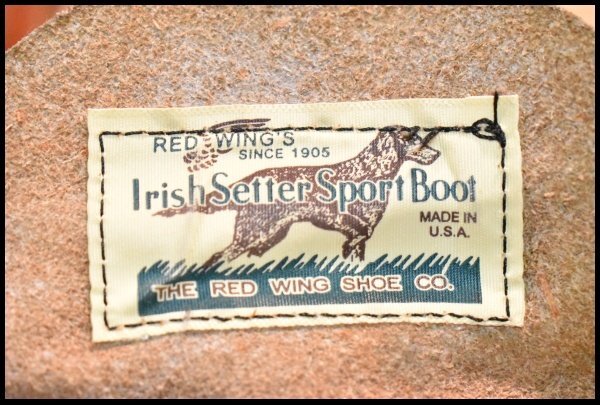 RED WING'S
SINCE 1905
Irish Setter Sport Boot
MADE IN
U.S.A.
THE RED WING SHOE CO.